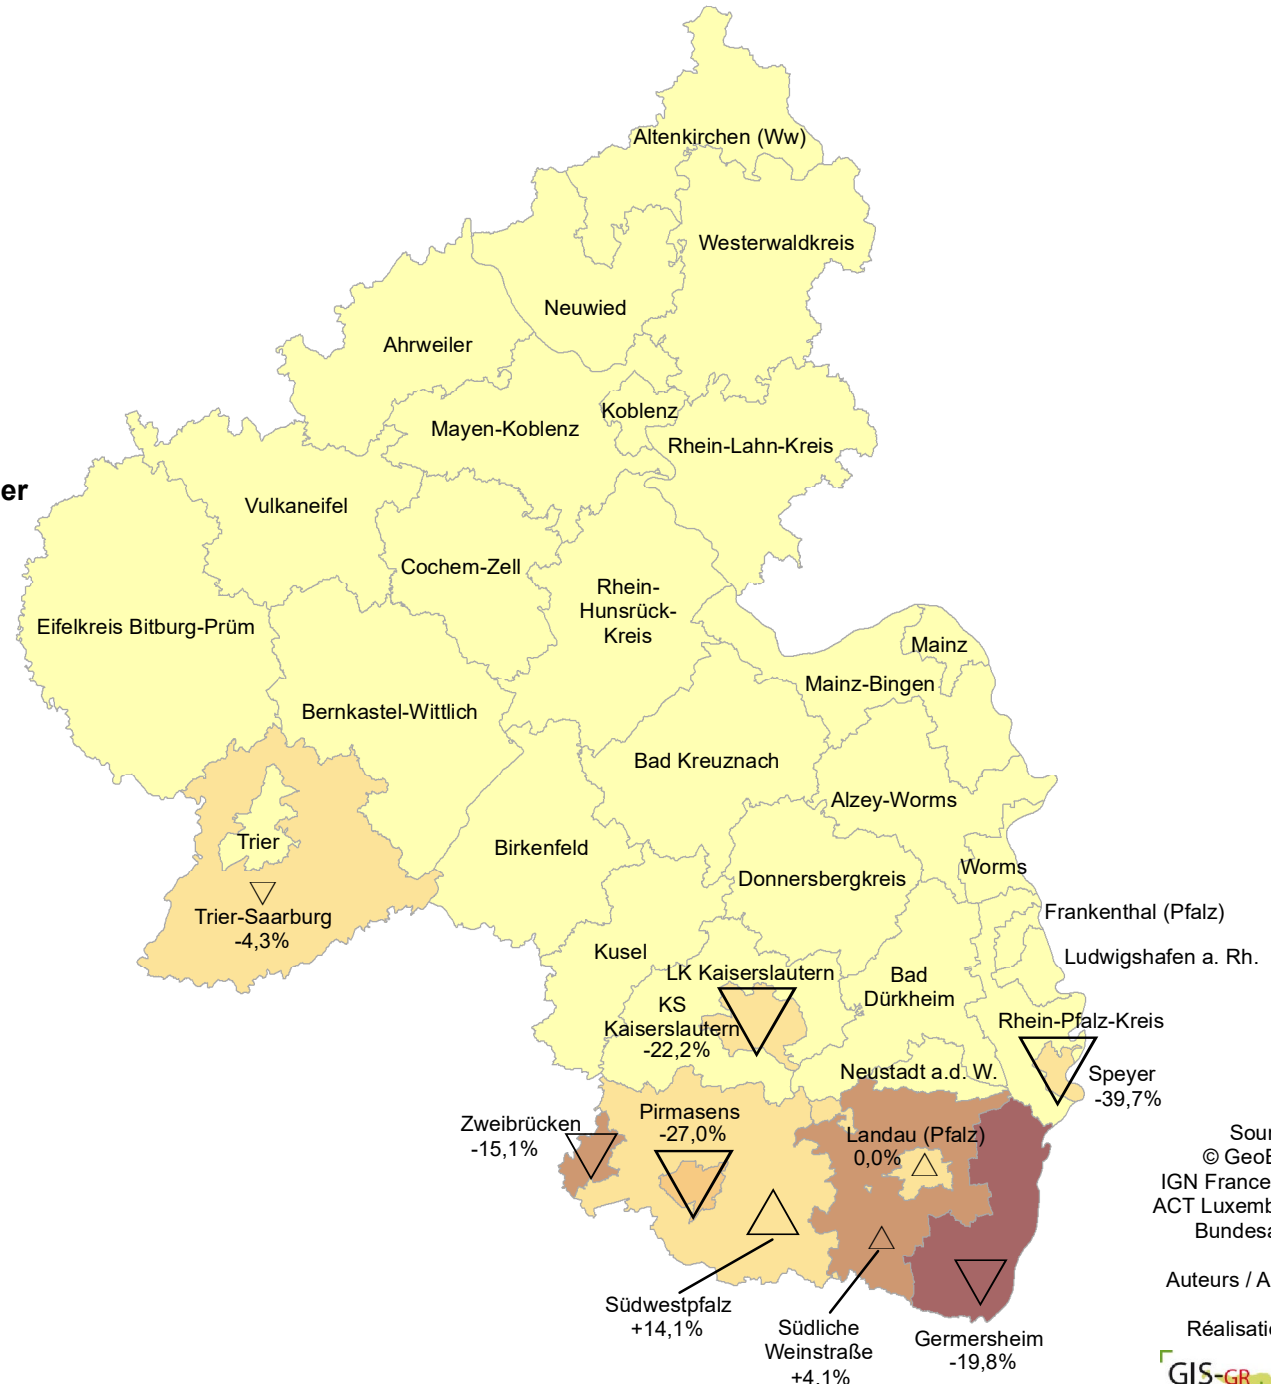 Altenkirchen (Ww)
Westerwaldkreis
Neuwied
Ahrweiler
Koblenz
Mayen-Koblenz
Rhein-Lahn-Kreis
er
Vulkaneifel
Cochem-Zell
Rhein-
Hunsrück-
Kreis
Eifelkreis Bitburg-Prüm
Mainz
Mainz-Bingen
Bernkastel-Wittlich
Bad Kreuznach
Alzey-Worms
Trier
Birkenfeld
Donnersbergkreis
Worms
Trier-Saarburg
-4,3%
Frankenthal (Pfalz)
Ludwigshafen a. Rh.
Kusel
LK Kaiserslautern
Bad
Dürkheim
KS
Kaiserslautern
-22,2%
Rhein-Pfalz-Kreis
Neustadt a.d. W.
Speyer
-39,7%
Zweibrücken
-15,1%
Pirmasens
-27,0%
Landau (Pfalz)
0,0%
Südwestpfalz
+14,1%
Südliche
Weinstraße
+4,1%
Germersheim
-19,8%
Sour
© GeoB
IGN France
ACT Luxemb
Bundesa
Auteurs / A
Réalisati
GIS-GR